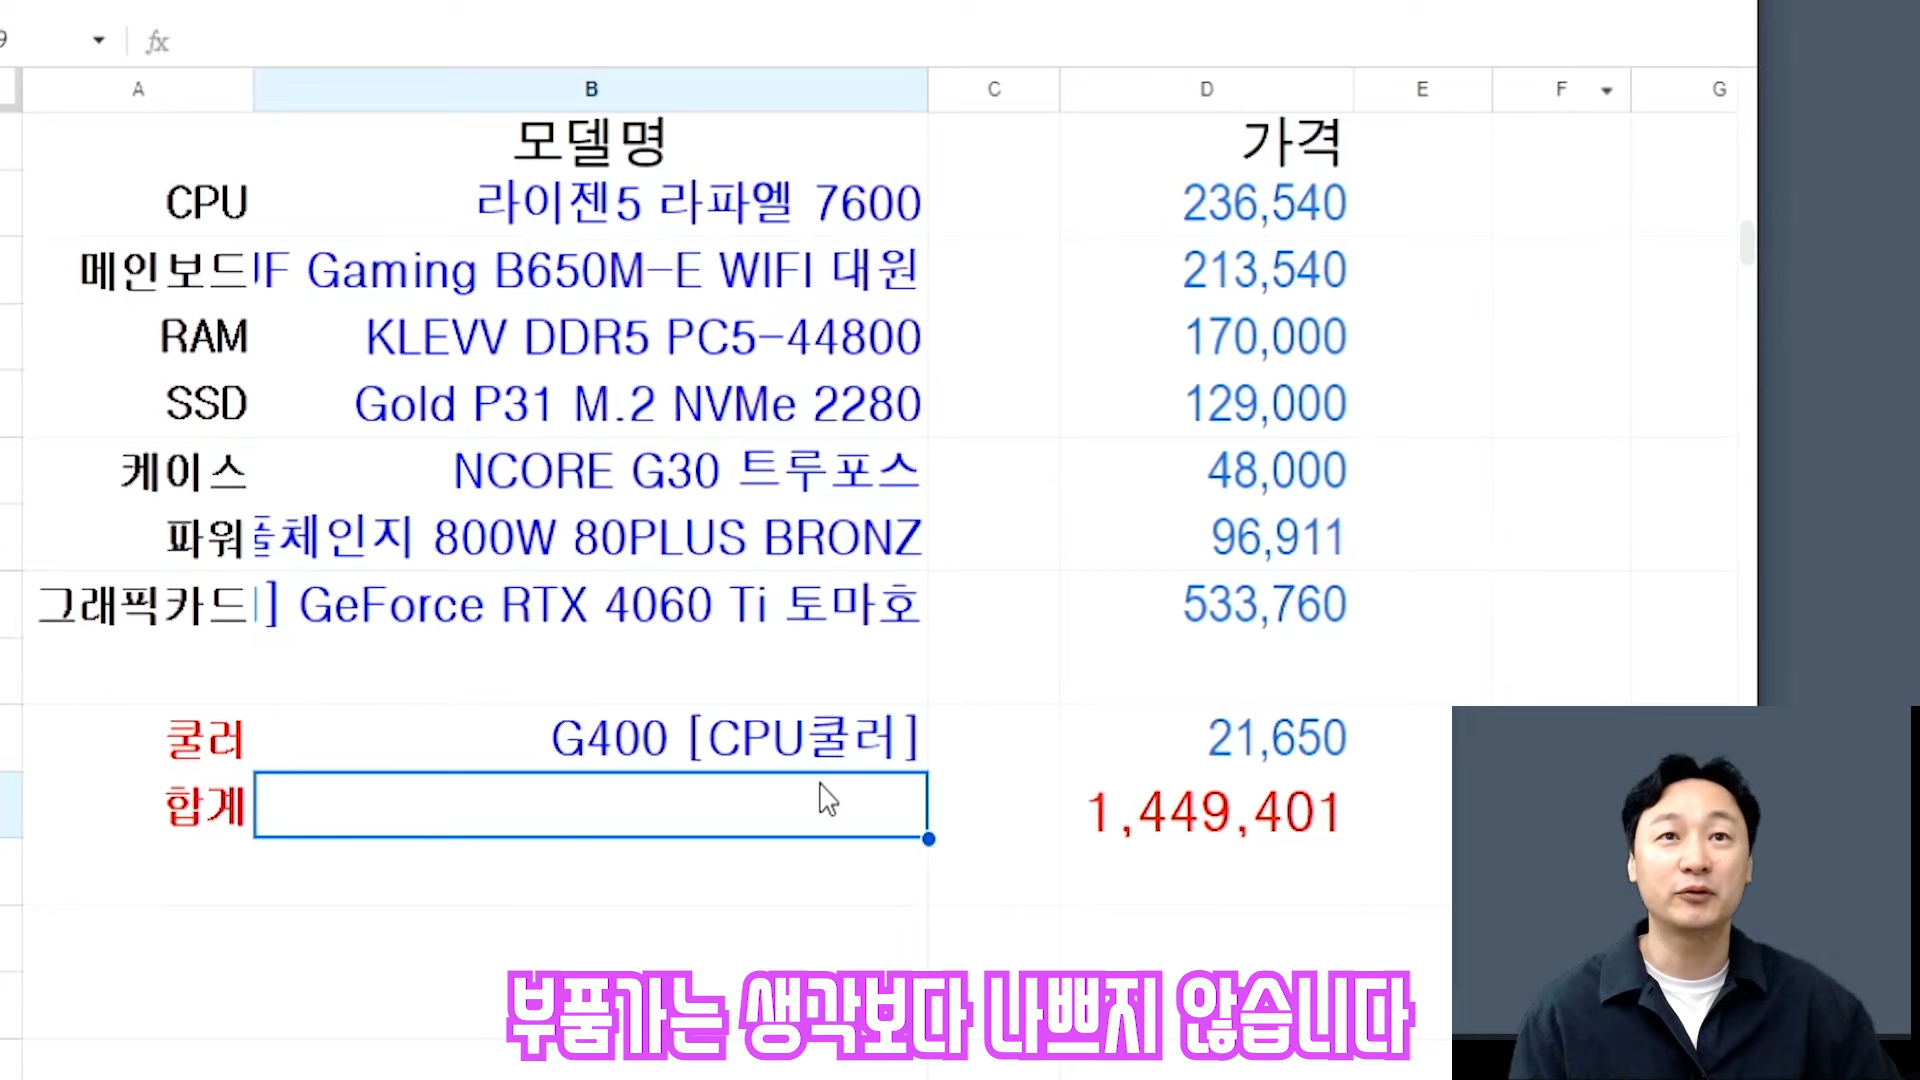 fx
A B C D E F G
모델명 가격
CPU 라이젠5 라파엘 7600 236,540
메인보드 Gaming B650M-E WIFI 대원 213,540
RAM KLEVV DDR5 PC5-44800 170,000
SSD Gold P31 M.2 NVMe 2280 129,000
케이스 NCORE G30 트루포스 48,000
파워 800W 80PLUS BRONZ 96,911
그래픽카드 ] GeForce RTX 4060 Ti 토마호 533,760
쿨러 G400 [CPU쿨러] 21,650
합계 1,449,401
부품가는 생각보다 나쁘지 않습니다